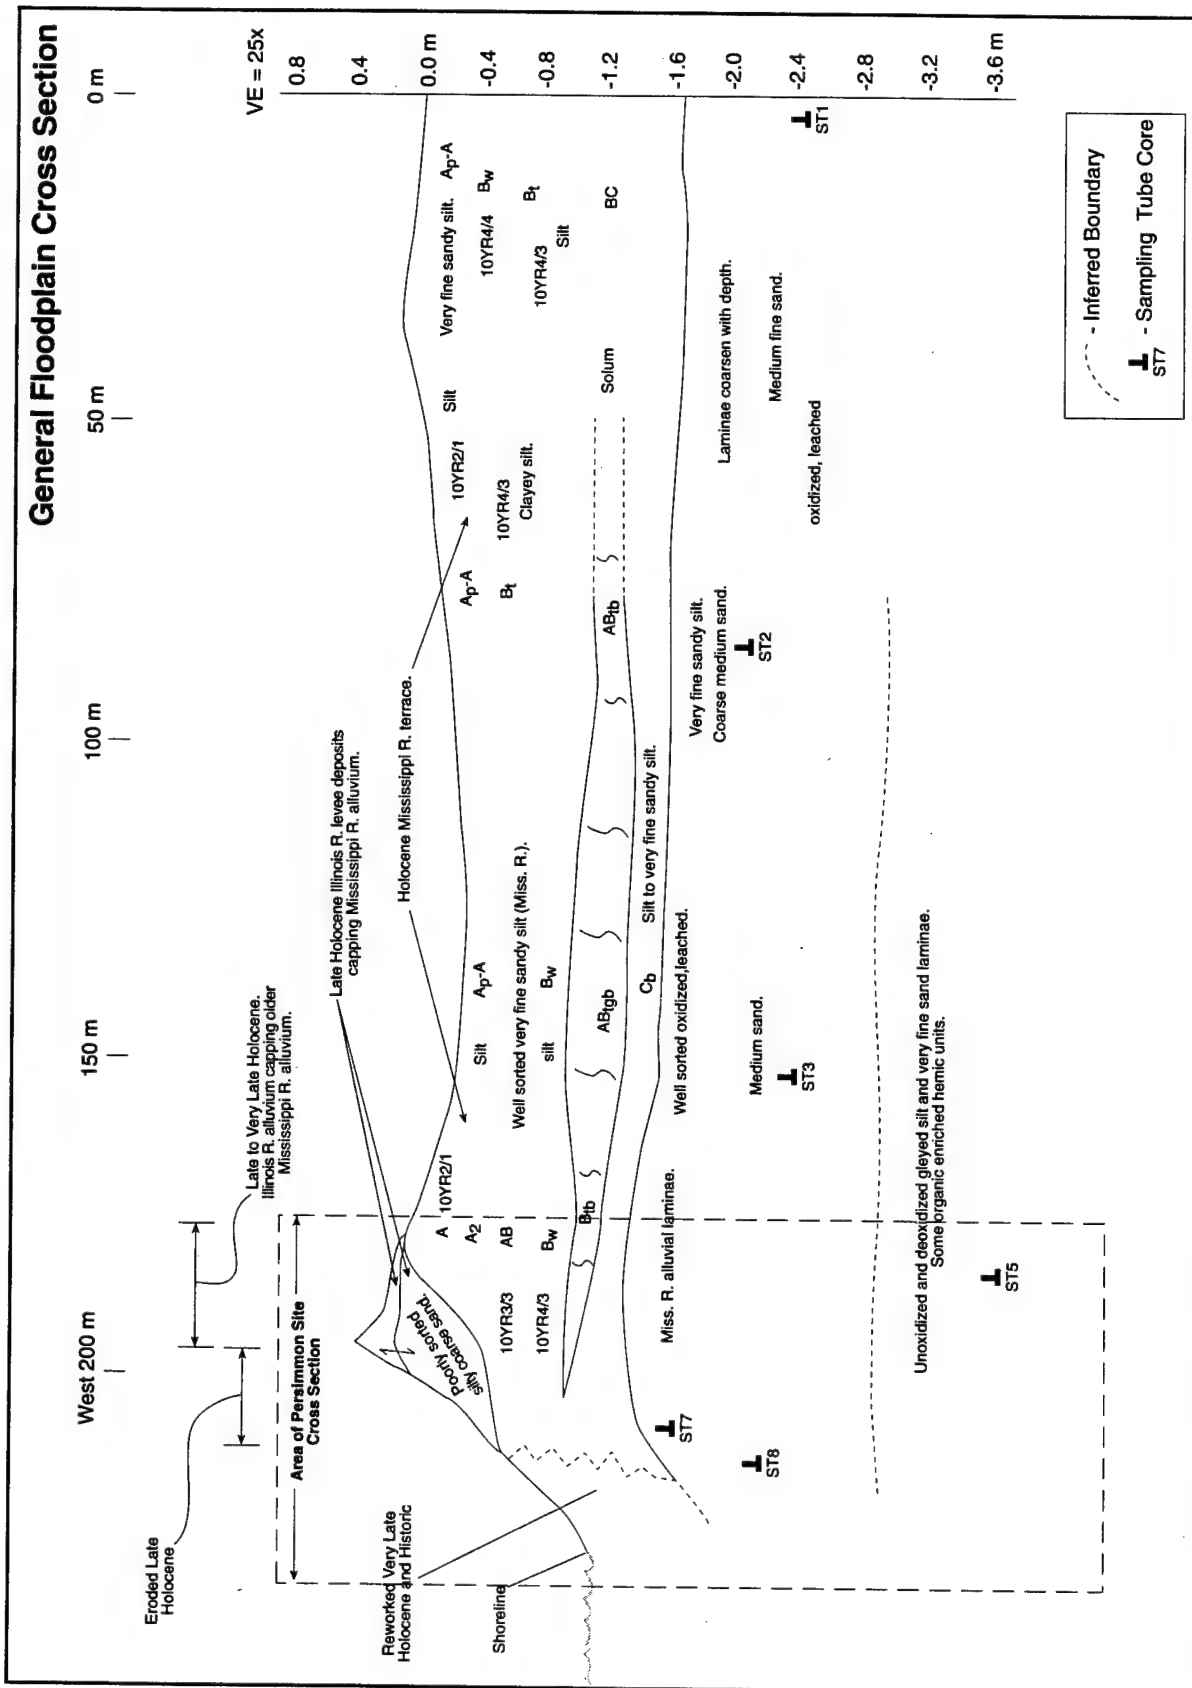 General Floodplain Cross Section
West 200 m
150 m
100 m
50 m
0 m
VE = 25x
0.8
0.4
0.0 m
-0.4
-0.8
-1.2
-1.6
-2.0
-2.4
-2.8
-3.2
-3.6 m
Eroded Late
Holocene
Late to Very Late Holocene.
Illinois R. alluvium capping older
Mississippi R. alluvium.
Late Holocene Illinois R. levee deposits
capping Mississippi R. alluvium.
Holocene Mississippi R. terrace.
Area of Persimmon Site
Cross Section
Reworked Very Late
Holocene and Historic
Shoreline
Poorly sorted
silty coarse sand.
10YR2/1
A
A2
AB
Bw
10YR3/3
10YR4/3
Btb
Silt
Ap-A
Well sorted very fine sandy silt (Miss. R.).
silt
Bw
ABtgb
Cb
Silt to very fine sandy silt.
Ap-A
Bt
10YR2/1
10YR4/3
Clayey silt.
Silt
ABtb
Solum
Very fine sandy silt.
Ap-A
10YR4/4
Bw
10YR4/3
Bt
Silt
BC
Miss. R. alluvial laminae.
Well sorted oxidized,leached.
Medium sand.
Very fine sandy silt.
Coarse medium sand.
Laminae coarsen with depth.
Medium fine sand.
oxidized, leached
Unoxidized and deoxidized gleyed silt and very fine sand laminae.
Some organic enriched hemic units.
ST7
ST8
ST5
ST3
ST2
ST1
- Inferred Boundary
ST7 - Sampling Tube Core